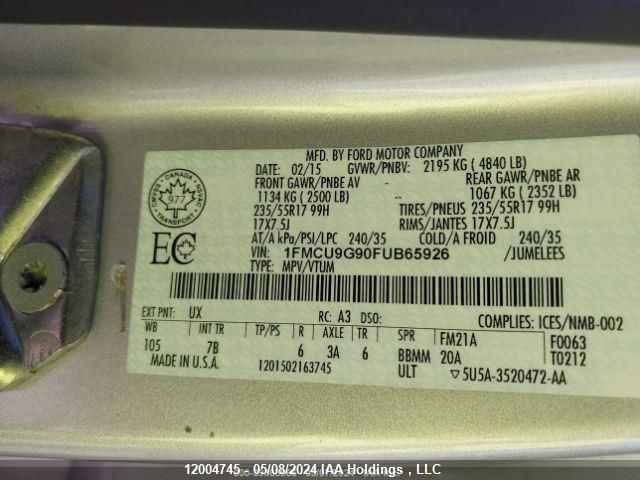 MFD. BY FORD MOTOR COMPANY
DATE: 02/15 GVWR/PNBV: 2195 KG ( 4840 LB)
FRONT GAWR/PNBE AV REAR GAWR/PNBE AR
1134 KG ( 2500 LB) -- 1067 KG ( 2352 LB)
235/55R17 99H TIRES/PNEUS 235/55R17 99H
17X7.5J RIMS/JANTES 17X7.5J
AT/A kPa/PSI/LPC 240/35 COLD/A FROID 240/35
VIN: 1FMCU9G90FUB65926 /JUMELEES
TYPE: MPV/VTUM
CANADA
977
TRANSPORT
EC
EXT PNT: UX RC: A3 DSO: COMPLIES: ICES/NMB-002
WB INT TR TP/PS R AXLE TR SPR FM21A F0063
105 7B 6 3A 6 BBMM 20A T0212
MADE IN U.S.A. 1201502163745 ULT ▽5U5A-3520472-AA
12004745 - 05/08/2024 IAA Holdings , LLC